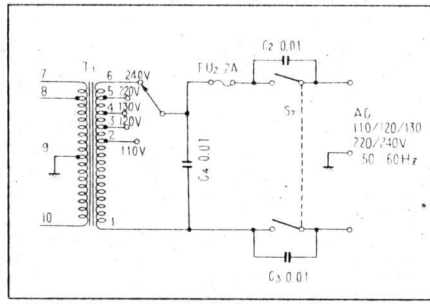 T1
7
8
9
10
6 240V
5 220V
4 130V
3 120V
2
110V
1
FU2 2A
C2 0.01
C4 0.01
S7
C3 0.01
AC
110/120/130
220/240V
50 60Hz